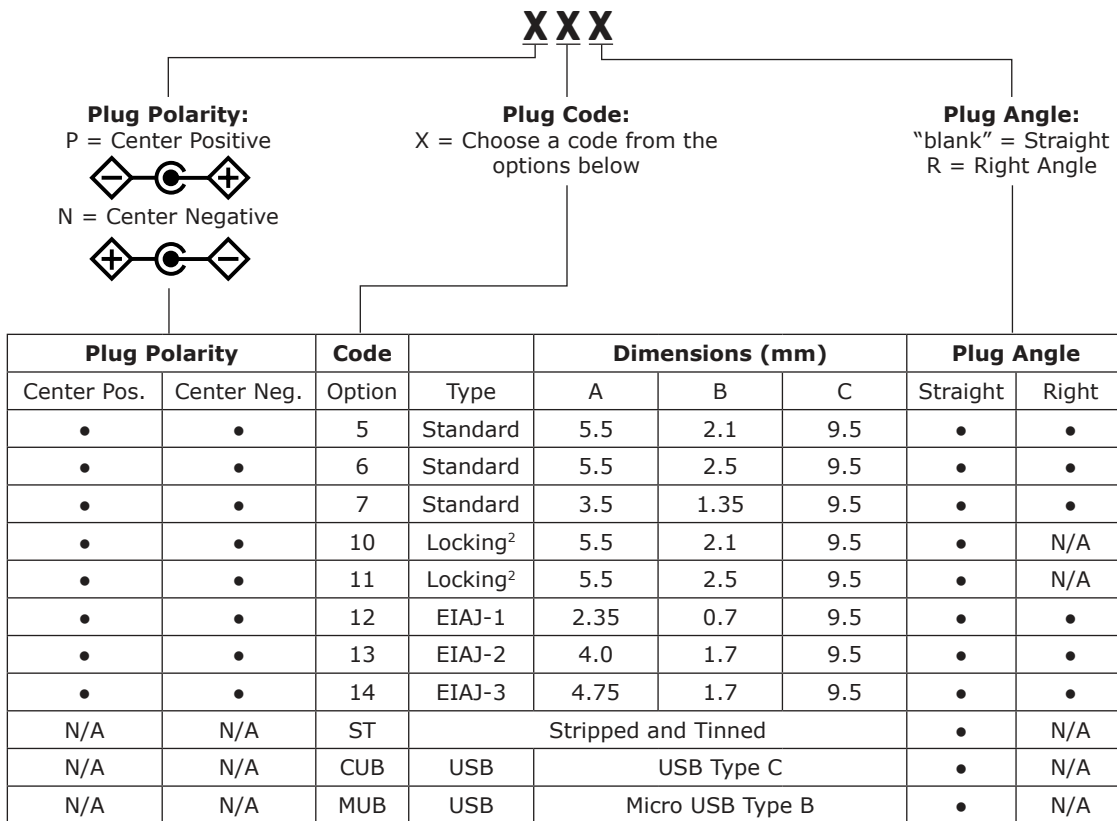 X X X
Plug Polarity:
P = Center Positive
N = Center Negative
Plug Code:
X = Choose a code from the
options below
Plug Angle:
“blank” = Straight
R = Right Angle
Plug Polarity Code Dimensions (mm) Plug Angle
Center Pos. Center Neg. Option Type A B C Straight Right
● ● 5 Standard 5.5 2.1 9.5 ● ●
● ● 6 Standard 5.5 2.5 9.5 ● ●
● ● 7 Standard 3.5 1.35 9.5 ● ●
● ● 10 Locking² 5.5 2.1 9.5 ● N/A
● ● 11 Locking² 5.5 2.5 9.5 ● N/A
● ● 12 EIAJ-1 2.35 0.7 9.5 ● ●
● ● 13 EIAJ-2 4.0 1.7 9.5 ● ●
● ● 14 EIAJ-3 4.75 1.7 9.5 ● ●
N/A N/A ST Stripped and Tinned ● N/A
N/A N/A CUB USB USB Type C ● N/A
N/A N/A MUB USB Micro USB Type B ● N/A